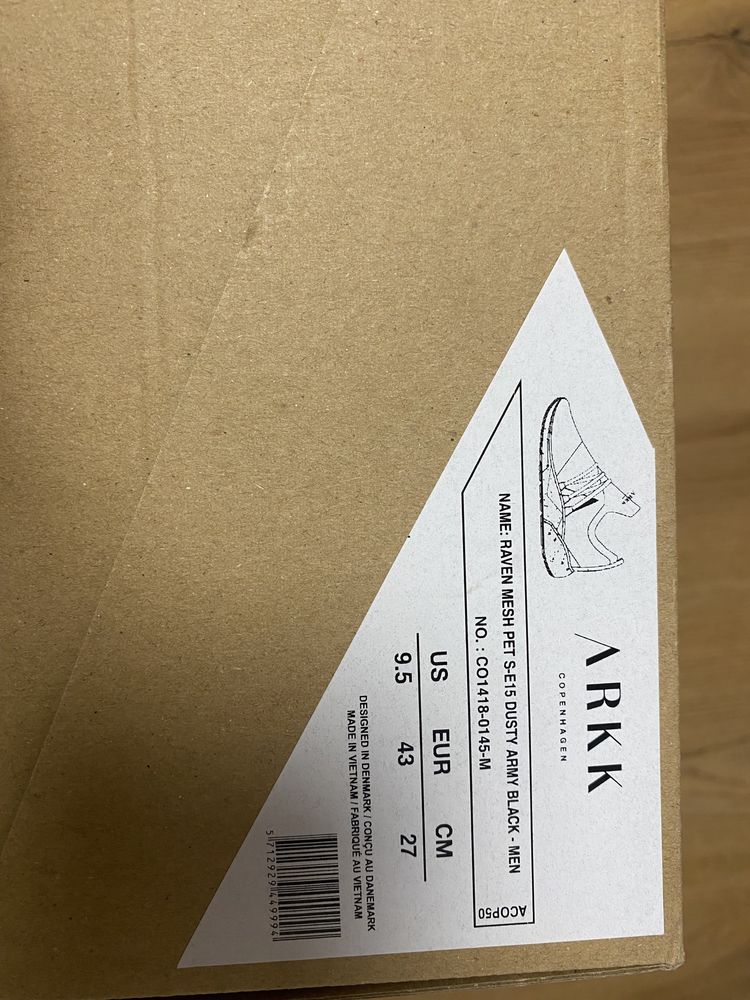 ARKK
COPENHAGEN
NAME: RAVEN MESH PET S-E15 DUSTY ARMY BLACK - MEN
NO. : CO1418-0145-M
ACOP50
US EUR CM
9.5 43 27
DESIGNED IN DENMARK / CONÇU AU DANEMARK
MADE IN VIETNAM / FABRIQUÉ AU VIETNAM
5712929449994